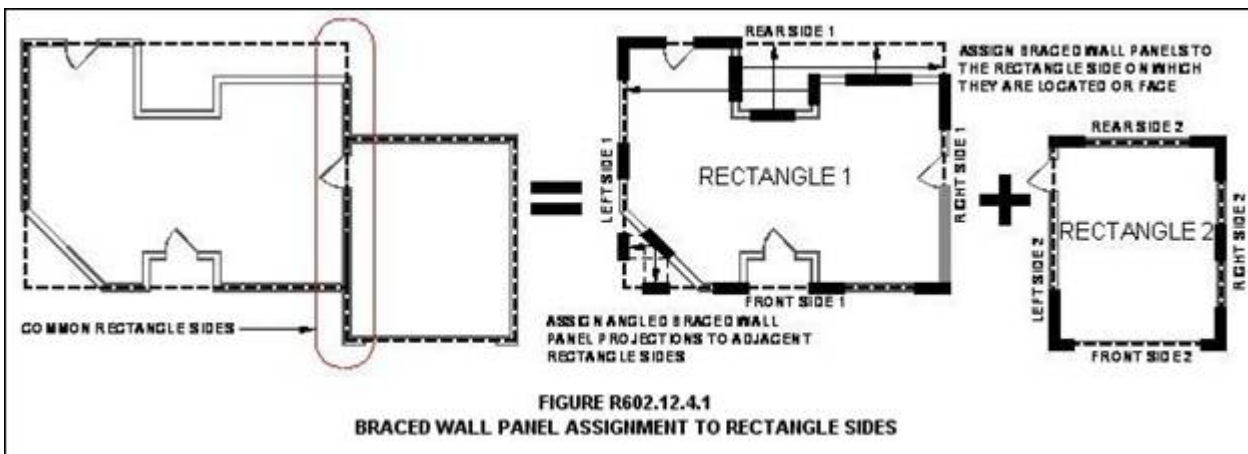 COMMON RECTANGLE SIDES
REAR SIDE 1
ASSIGN BRACED WALL PANELS TO
THE RECTANGLE SIDE ON WHICH
THEY ARE LOCATED OR FACE
LEFT SIDE 1
RECTANGLE 1
RIGHT SIDE 1
FRONT SIDE 1
ASSIGN ANGLED BRACED WALL
PANEL PROJECTIONS TO ADJACENT
RECTANGLE SIDES
REAR SIDE 2
LEFT SIDE 2
RECTANGLE 2
RIGHT SIDE 2
FRONT SIDE 2
FIGURE R602.12.4.1
BRACED WALL PANEL ASSIGNMENT TO RECTANGLE SIDES